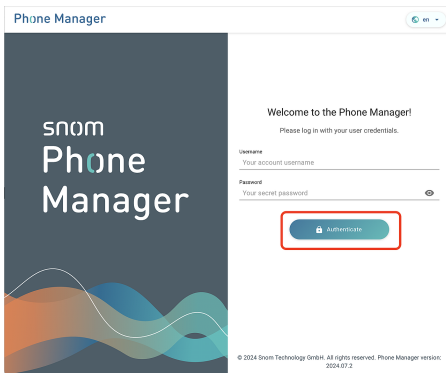 Phone Manager
en
snom
Phone
Manager
Welcome to the Phone Manager!
Please log in with your user credentials.
Username
Your account username
Password
Your secret password
Authenticate
© 2024 Snom Technology GmbH. All rights reserved. Phone Manager version:
2024.07.2